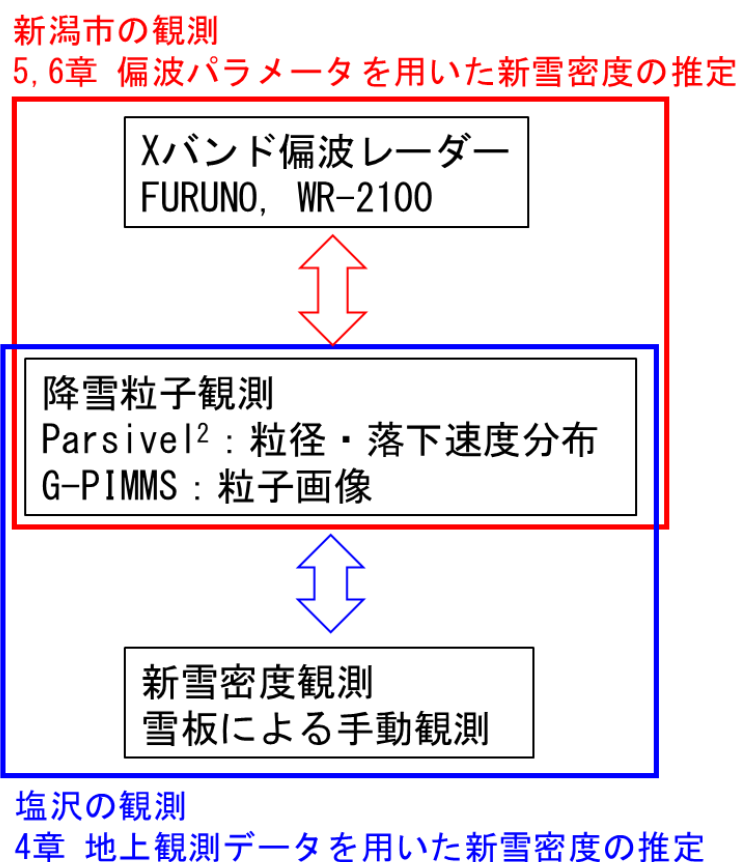 新潟市の観測
5,6章 偏波パラメータを用いた新雪密度の推定
Xバンド偏波レーダー
FURUNO, WR-2100
降雪粒子観測
Parsivel²：粒径・落下速度分布
G-PIMMS：粒子画像
新雪密度観測
雪板による手動観測
塩沢の観測
4章 地上観測データを用いた新雪密度の推定